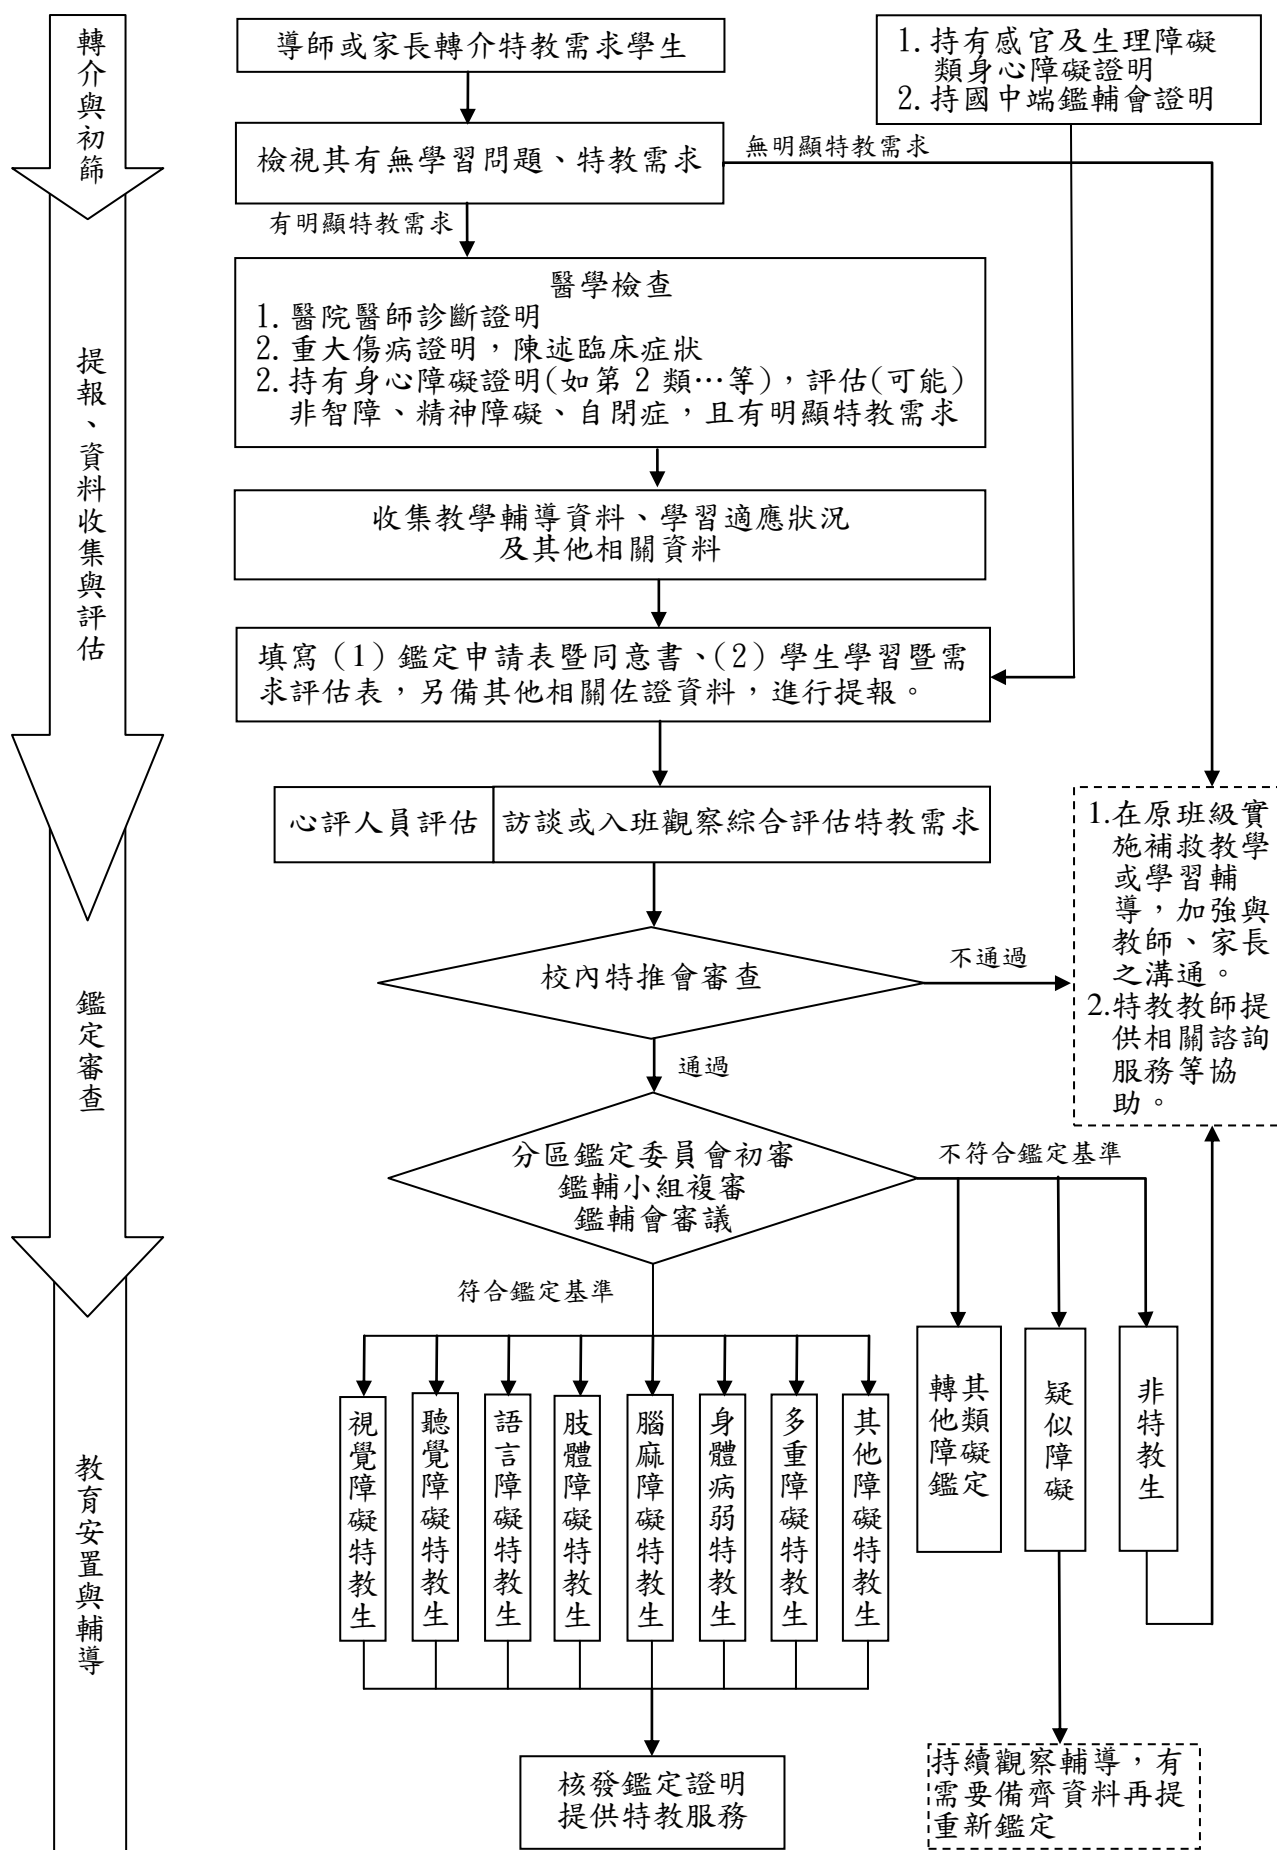 轉介與初篩
提報、資料收集與評估
鑑定審查
教育安置與輔導
導師或家長轉介特教需求學生
1. 持有感官及生理障礙
類身心障礙證明
2. 持國中端鑑輔會證明
檢視其有無學習問題、特教需求
無明顯特教需求
有明顯特教需求
醫學檢查
1. 醫院醫師診斷證明
2. 重大傷病證明，陳述臨床症狀
2. 持有身心障礙證明(如第 2 類…等)，評估(可能)
非智障、精神障礙、自閉症，且有明顯特教需求
收集教學輔導資料、學習適應狀況
及其他相關資料
填寫（1）鑑定申請表暨同意書、（2）學生學習暨需
求評估表，另備其他相關佐證資料，進行提報。
心評人員評估
訪談或入班觀察綜合評估特教需求
1.在原班級實
施補救教學
或學習輔
導，加強與
教師、家長
之溝通。
2.特教教師提
供相關諮詢
服務等協
助。
校內特推會審查
不通過
通過
分區鑑定委員會初審
鑑輔小組複審
鑑輔會審議
不符合鑑定基準
符合鑑定基準
視覺障礙特教生
聽覺障礙特教生
語言障礙特教生
肢體障礙特教生
腦麻障礙特教生
身體病弱特教生
多重障礙特教生
其他障礙特教生
轉其
他類
障礙
鑑定
疑似障礙
非特教生
核發鑑定證明
提供特教服務
持續觀察輔導，有
需要備齊資料再提
重新鑑定